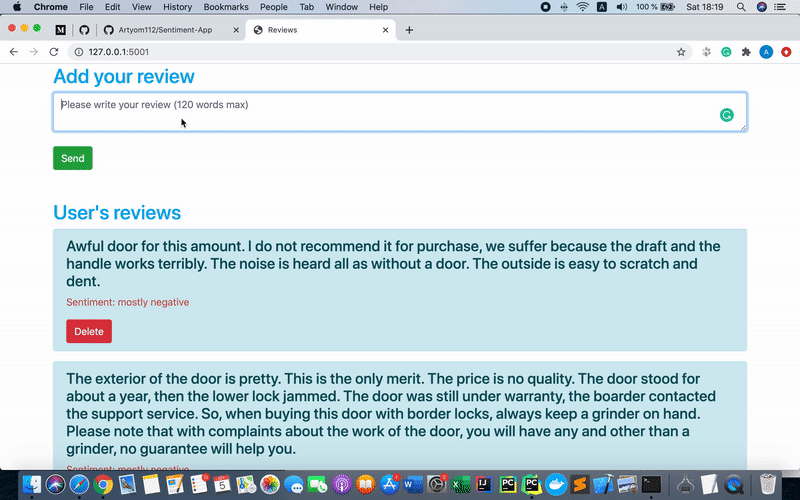 Chrome File Edit View History Bookmarks People Tab Window Help 100 % Sat 18:19
Artyom112/Sentiment-App Reviews
127.0.0.1:5001
Add your review
Please write your review (120 words max)
Send
User's reviews
Awful door for this amount. I do not recommend it for purchase, we suffer because the draft and the
handle works terribly. The noise is heard all as without a door. The outside is easy to scratch and
dent.
Sentiment: mostly negative
Delete
The exterior of the door is pretty. This is the only merit. The price is no quality. The door stood for
about a year, then the lower lock jammed. The door was still under warranty, the boarder contacted
the support service. So, when buying this door with border locks, always keep a grinder on hand.
Please note that with complaints about the work of the door, you will have any and other than a
grinder, no guarantee will help you.
Sentiment: mostly negative